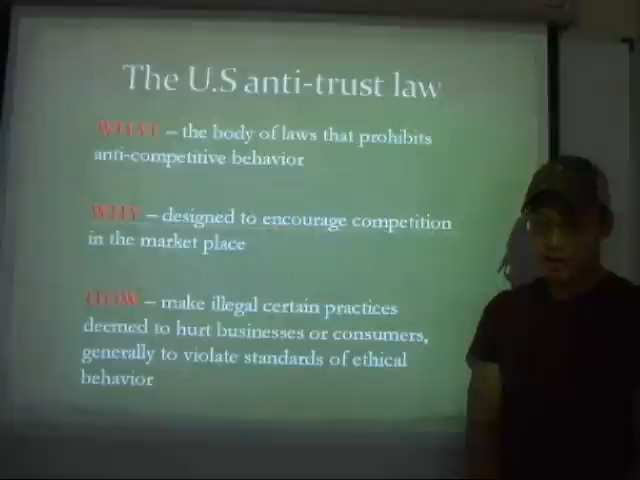 The U.S anti-trust law
WHAT – the body of laws that prohibits
anti-competitive behavior
WHY – designed to encourage competition
in the market place
HOW – make illegal certain practices
deemed to hurt businesses or consumers,
generally to violate standards of ethical
behavior